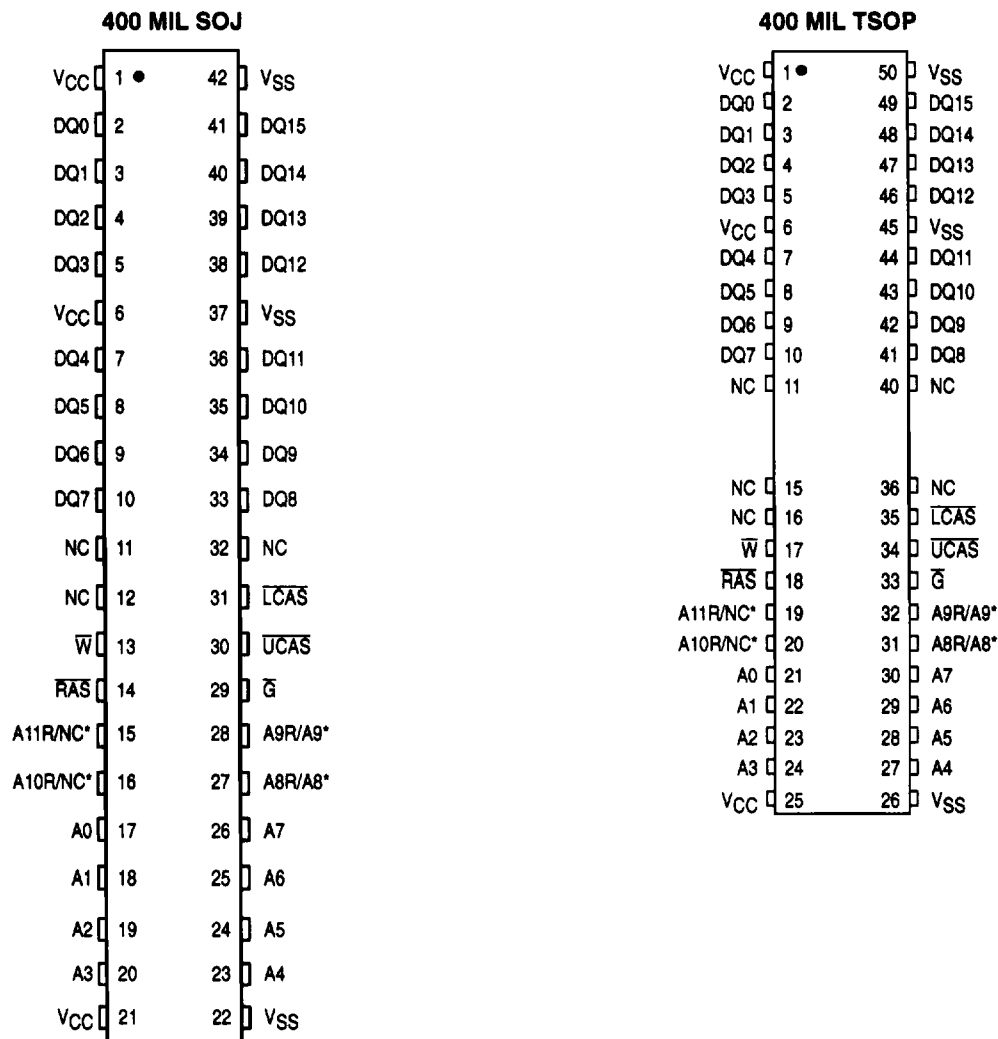 400 MIL SOJ
VCC 1 42 VSS
DQ0 2 41 DQ15
DQ1 3 40 DQ14
DQ2 4 39 DQ13
DQ3 5 38 DQ12
VCC 6 37 VSS
DQ4 7 36 DQ11
DQ5 8 35 DQ10
DQ6 9 34 DQ9
DQ7 10 33 DQ8
NC 11 32 NC
NC 12 31 L̅C̅A̅S̅
W̅ 13 30 U̅C̅A̅S̅
R̅A̅S̅ 14 29 G̅
A11R/NC* 15 28 A9R/A9*
A10R/NC* 16 27 A8R/A8*
A0 17 26 A7
A1 18 25 A6
A2 19 24 A5
A3 20 23 A4
VCC 21 22 VSS
400 MIL TSOP
VCC 1 50 VSS
DQ0 2 49 DQ15
DQ1 3 48 DQ14
DQ2 4 47 DQ13
DQ3 5 46 DQ12
VCC 6 45 VSS
DQ4 7 44 DQ11
DQ5 8 43 DQ10
DQ6 9 42 DQ9
DQ7 10 41 DQ8
NC 11 40 NC
NC 15 36 NC
NC 16 35 L̅C̅A̅S̅
W̅ 17 34 U̅C̅A̅S̅
R̅A̅S̅ 18 33 G̅
A11R/NC* 19 32 A9R/A9*
A10R/NC* 20 31 A8R/A8*
A0 21 30 A7
A1 22 29 A6
A2 23 28 A5
A3 24 27 A4
VCC 25 26 VSS